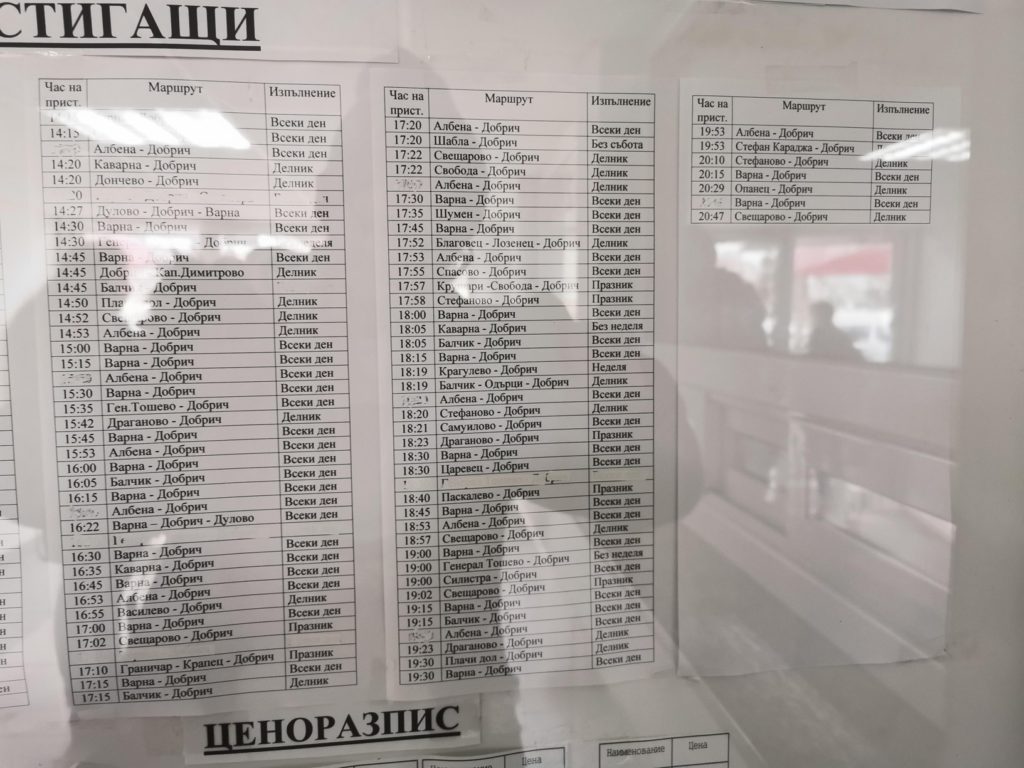 СТИГАЩИ
Час на прист. Маршрут Изпълнение
Всеки ден
14:15 Всеки ден
Албена - Добрич Всеки ден
14:20 Каварна - Добрич Делник
14:20 Дончево - Добрич Делник
14:27 Дулово - Добрич - Варна Всеки ден
14:30 Варна - Добрич Всеки ден
14:30 - Добрич
14:45 Варна - Добрич Всеки ден
14:45 Кап.Димитрово Делник
14:45 Балчик - Добрич
14:50 - Добрич Делник
14:52 - Добрич Делник
14:53 Албена - Добрич Делник
15:00 Варна - Добрич Всеки ден
15:15 Варна - Добрич Всеки ден
Албена - Добрич Всеки ден
15:30 Варна - Добрич Всеки ден
15:35 Ген.Тошево - Добрич Всеки ден
15:42 Драганово - Добрич Делник
15:45 Варна - Добрич Всеки ден
15:53 Албена - Добрич Всеки ден
16:00 Варна - Добрич Всеки ден
16:05 Балчик - Добрич Всеки ден
16:15 Варна - Добрич Всеки ден
Албена - Добрич Всеки ден
16:22 Варна – Добрич - Дулово Всеки ден
16:30 Варна - Добрич Всеки ден
16:35 Каварна - Добрич Всеки ден
16:45 Варна - Добрич Всеки ден
16:53 Албена - Добрич Всеки ден
16:55 Василево - Добрич Делник
17:00 Варна - Добрич Всеки ден
17:02 Свещарово - Добрич Празник
17:10 Граничар - Крапец - Добрич Празник
17:15 Варна - Добрич Всеки ден
17:15 Балчик - Добрич Делник
Час на прист. Маршрут Изпълнение
17:20 Албена - Добрич Всеки ден
17:20 Шабла - Добрич Без събота
17:22 Свещарово - Добрич Делник
17:22 Свобода - Добрич Делник
Албена - Добрич Всеки ден
17:30 Варна - Добрич Всеки ден
17:35 Шумен - Добрич Всеки ден
17:45 Варна - Добрич Всеки ден
17:52 Благовец - Лозенец - Добрич Делник
17:53 Албена - Добрич Всеки ден
17:55 Спасово - Добрич Всеки ден
17:57 -Свобода - Добрич Празник
17:58 Стефаново - Добрич Празник
18:00 Варна - Добрич Всеки ден
18:05 Каварна - Добрич Без неделя
18:05 Балчик - Добрич Всеки ден
18:15 Варна - Добрич Всеки ден
18:19 Крагулево - Добрич Неделя
18:19 Балчик - Одърци - Добрич Делник
Албена - Добрич Всеки ден
18:20 Стефаново - Добрич Делник
18:21 Самуилово - Добрич Всеки ден
18:23 Драганово - Добрич Празник
18:30 Варна - Добрич Всеки ден
18:30 Царевец - Добрич Всеки ден
18:40 Паскалево - Добрич Празник
18:45 Варна - Добрич Всеки ден
18:53 Албена - Добрич Всеки ден
18:57 Свещарово - Добрич Делник
19:00 Варна - Добрич Всеки ден
19:00 Генерал Тошево - Добрич Без неделя
19:00 Силистра - Добрич Всеки ден
19:02 Свещарово - Добрич Празник
19:15 Варна - Добрич Всеки ден
19:15 Балчик - Добрич Всеки ден
Албена - Добрич Всеки ден
19:23 Драганово - Добрич Делник
19:30 Плачи дол - Добрич Делник
19:30 Варна - Добрич Всеки ден
Час на прист. Маршрут Изпълнение
19:53 Албена - Добрич Всеки ден
19:53 Стефан Караджа - Добрич
20:10 Стефаново - Добрич Делник
20:15 Варна - Добрич Всеки ден
20:29 Опанец - Добрич Делник
Варна - Добрич Всеки ден
20:47 Свещарово - Добрич Делник
ЦЕНОРАЗПИС
Цена
Наименование Цена